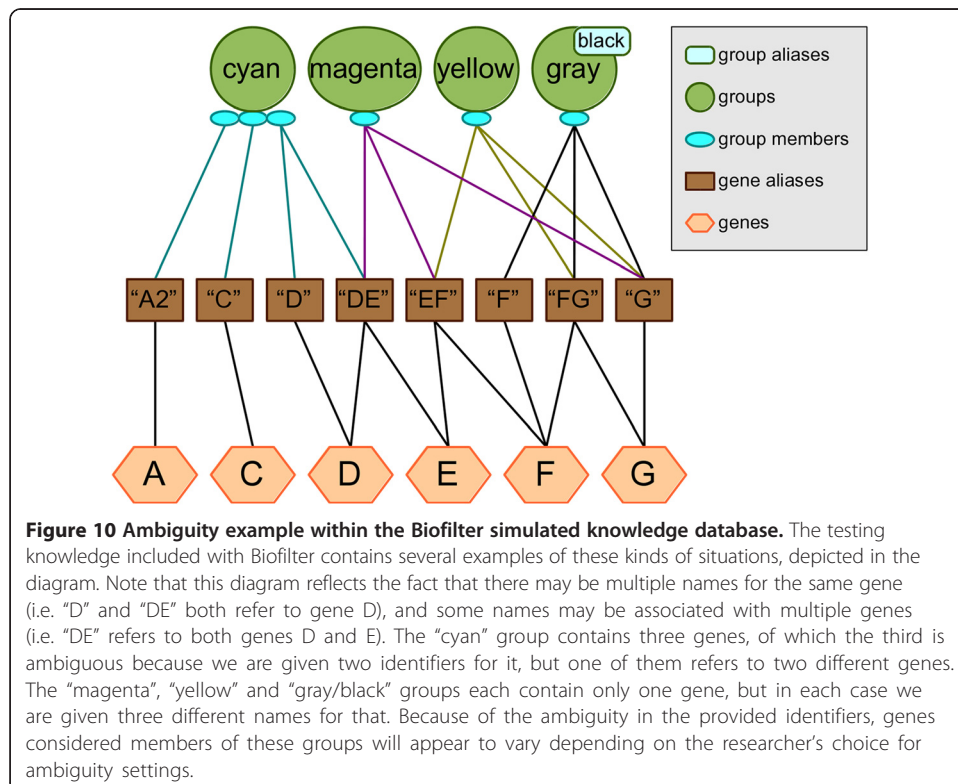 black
cyan magenta yellow gray
group aliases
groups
group members
gene aliases
genes
“A2” “C” “D” “DE” “EF” “F” “FG” “G”
A C D E F G
Figure 10 Ambiguity example within the Biofilter simulated knowledge database. The testing
knowledge included with Biofilter contains several examples of these kinds of situations, depicted in the
diagram. Note that this diagram reflects the fact that there may be multiple names for the same gene
(i.e. “D” and “DE” both refer to gene D), and some names may be associated with multiple genes
(i.e. “DE” refers to both genes D and E). The “cyan” group contains three genes, of which the third is
ambiguous because we are given two identifiers for it, but one of them refers to two different genes.
The “magenta”, “yellow” and “gray/black” groups each contain only one gene, but in each case we
are given three different names for that. Because of the ambiguity in the provided identifiers, genes
considered members of these groups will appear to vary depending on the researcher’s choice for
ambiguity settings.